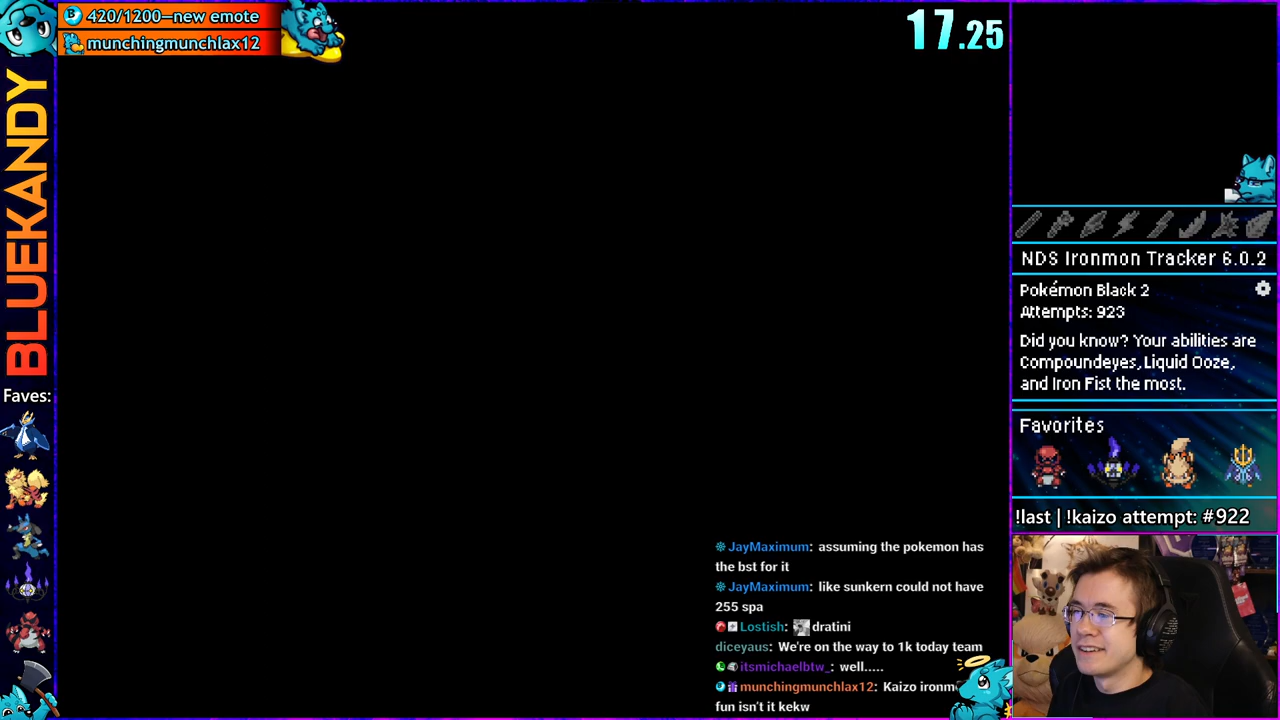 420/1200—new emote
munchingmunchlax12
17.25
BLUEKANDY
Faves:
NDS Ironmon Tracker 6.0.2
Pokémon Black 2
Attempts: 923
Did you know? Your abilities are
Compoundeyes, Liquid Ooze,
and Iron Fist the most.
Favorites
!last | !kaizo attempt: #922
JayMaximum: assuming the pokemon has
the bst for it
JayMaximum: like sunkern could not have
255 spa
Lostish: dratini
diceyaus: We're on the way to 1k today team
itsmichaelbtw_: well.....
munchingmunchlax12: Kaizo ironm
fun isn't it kekw